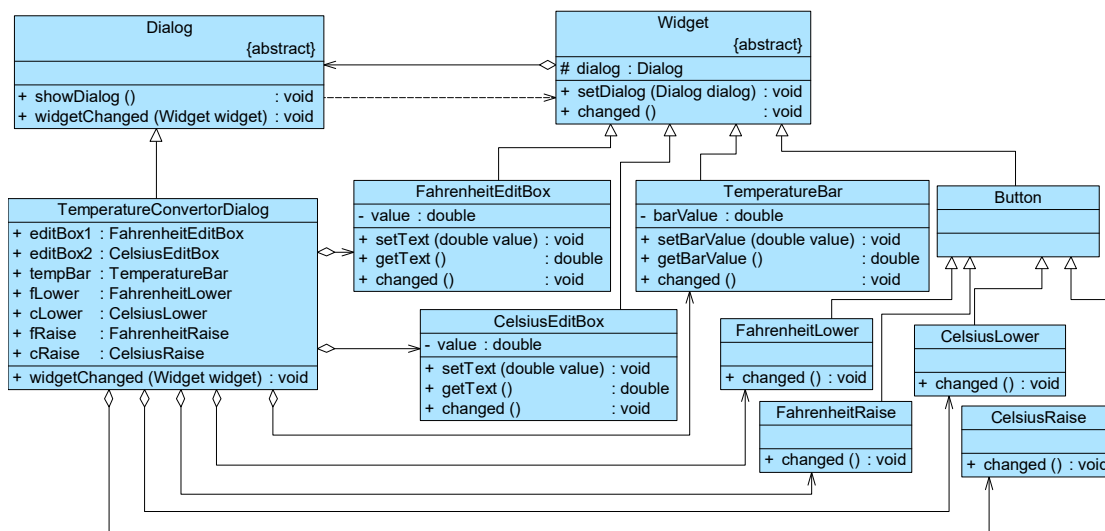 Dialog
{abstract}
+ showDialog () : void
+ widgetChanged (Widget widget) : void
Widget
{abstract}
# dialog : Dialog
+ setDialog (Dialog dialog) : void
+ changed () : void
TemperatureConvertorDialog
+ editBox1 : FahrenheitEditBox
+ editBox2 : CelsiusEditBox
+ tempBar : TemperatureBar
+ fLower : FahrenheitLower
+ cLower : CelsiusLower
+ fRaise : FahrenheitRaise
+ cRaise : CelsiusRaise
+ widgetChanged (Widget widget) : void
FahrenheitEditBox
- value : double
+ setText (double value) : void
+ getText () : double
+ changed () : void
TemperatureBar
- barValue : double
+ setBarValue (double value) : void
+ getBarValue () : double
+ changed () : void
Button
CelsiusEditBox
- value : double
+ setText (double value) : void
+ getText () : double
+ changed () : void
FahrenheitLower
+ changed () : void
CelsiusLower
+ changed () : void
FahrenheitRaise
+ changed () : void
CelsiusRaise
+ changed () : void